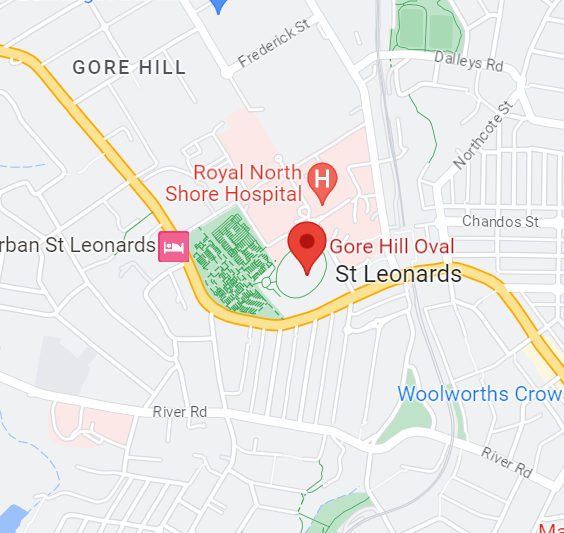 Frederick St
GORE HILL
Dalleys Rd
Northcote St
Royal North
Shore Hospital
H
Chandos St
rban St Leonards
Gore Hill Oval
St Leonards
Woolworths Crow
River Rd
River Rd
Ma